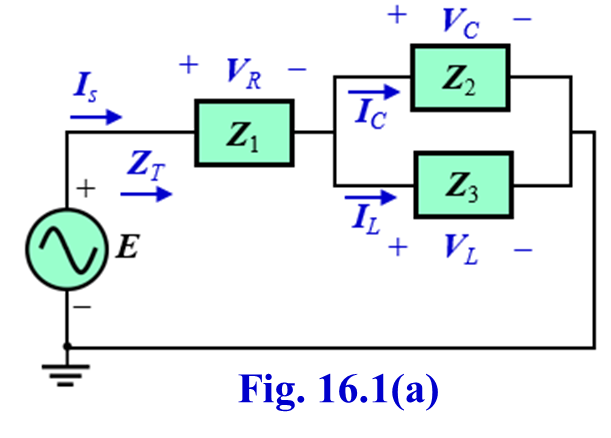 + V_C −
I_s
+ V_R −
Z_2
I_C
Z_1
Z_T
Z_3
+
I_L
+ V_L −
E
−
Fig. 16.1(a)